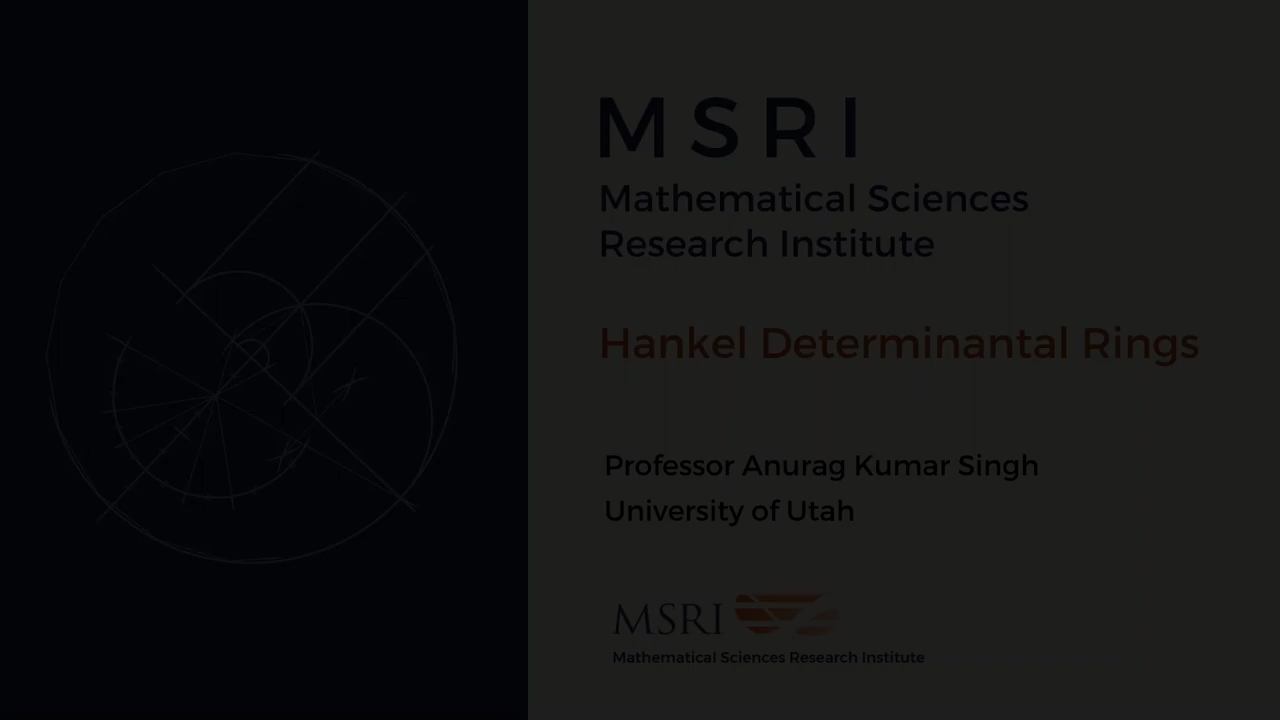 MSRI
Mathematical Sciences
Research Institute
Hankel Determinantal Rings
Professor Anurag Kumar Singh
University of Utah
MSRI
Mathematical Sciences Research Institute